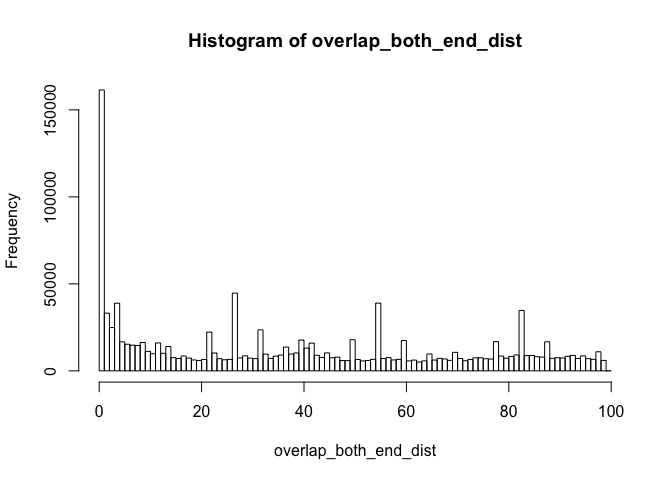 Histogram of overlap_both_end_dist
Frequency
150000
100000
50000
0
0 20 40 60 80 100
overlap_both_end_dist